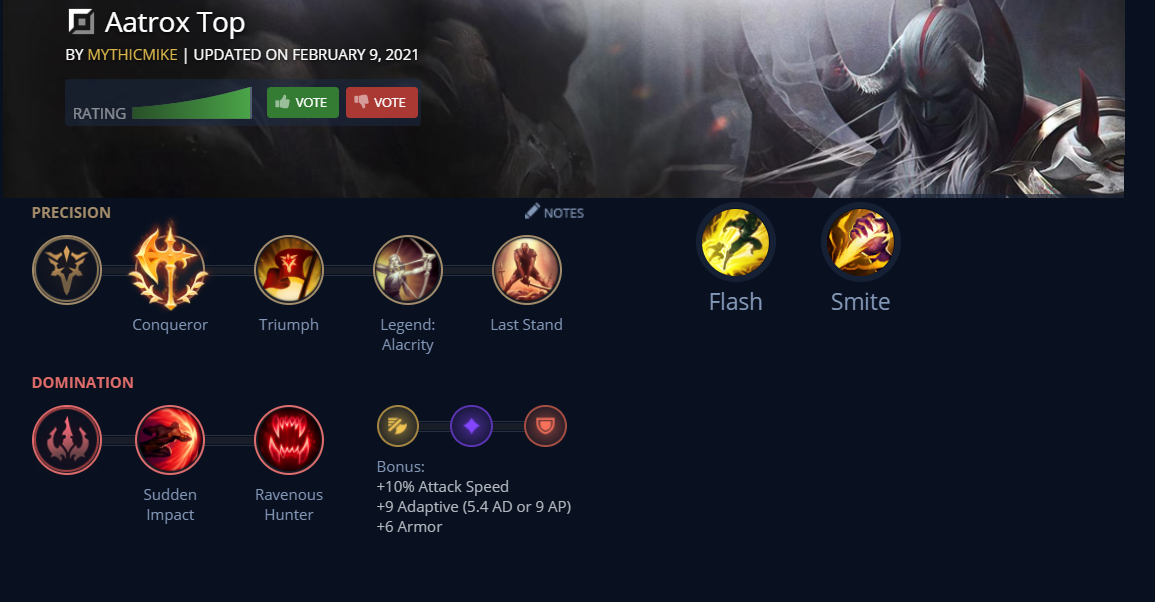 Aatrox Top
BY MYTHICMIKE | UPDATED ON FEBRUARY 9, 2021
RATING VOTE VOTE
PRECISION NOTES
Conqueror Triumph Legend: Last Stand
Alacrity
Flash Smite
DOMINATION
Sudden Ravenous
Impact Hunter
Bonus:
+10% Attack Speed
+9 Adaptive (5.4 AD or 9 AP)
+6 Armor